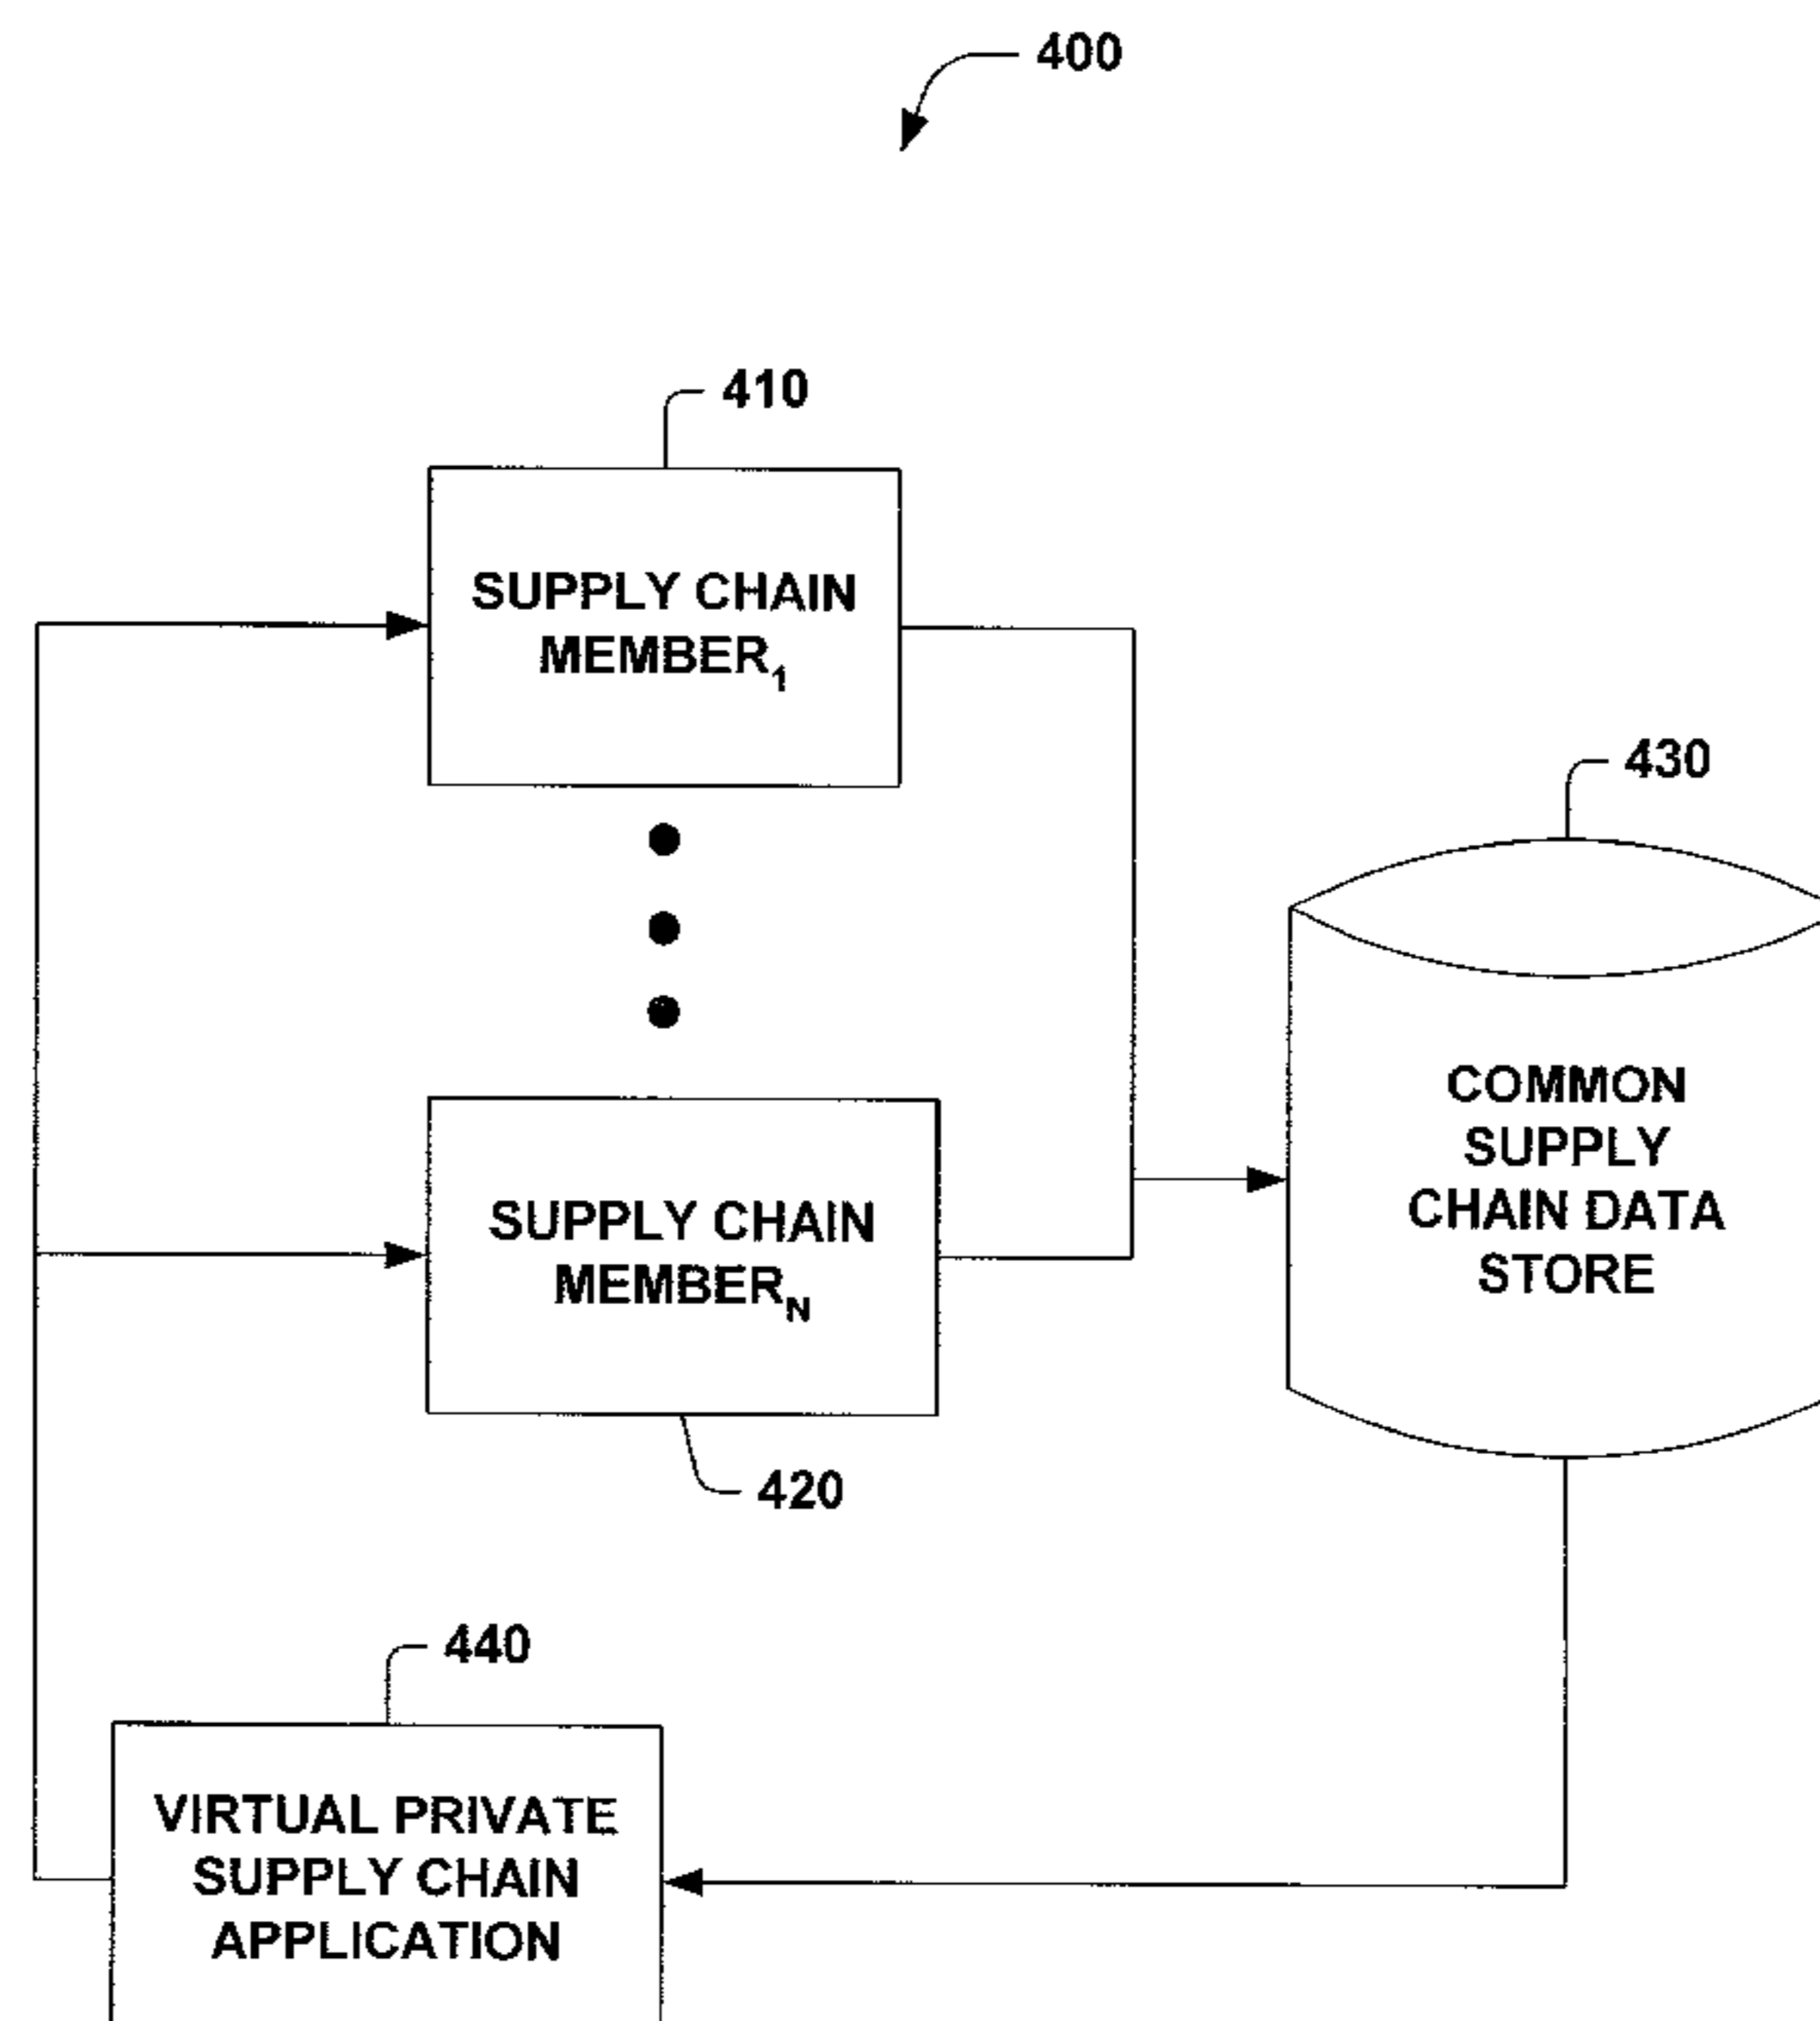 400
410
SUPPLY CHAIN
MEMBER₁
430
COMMON
SUPPLY
CHAIN DATA
STORE
SUPPLY CHAIN
MEMBER_N
420
440
VIRTUAL PRIVATE
SUPPLY CHAIN
APPLICATION